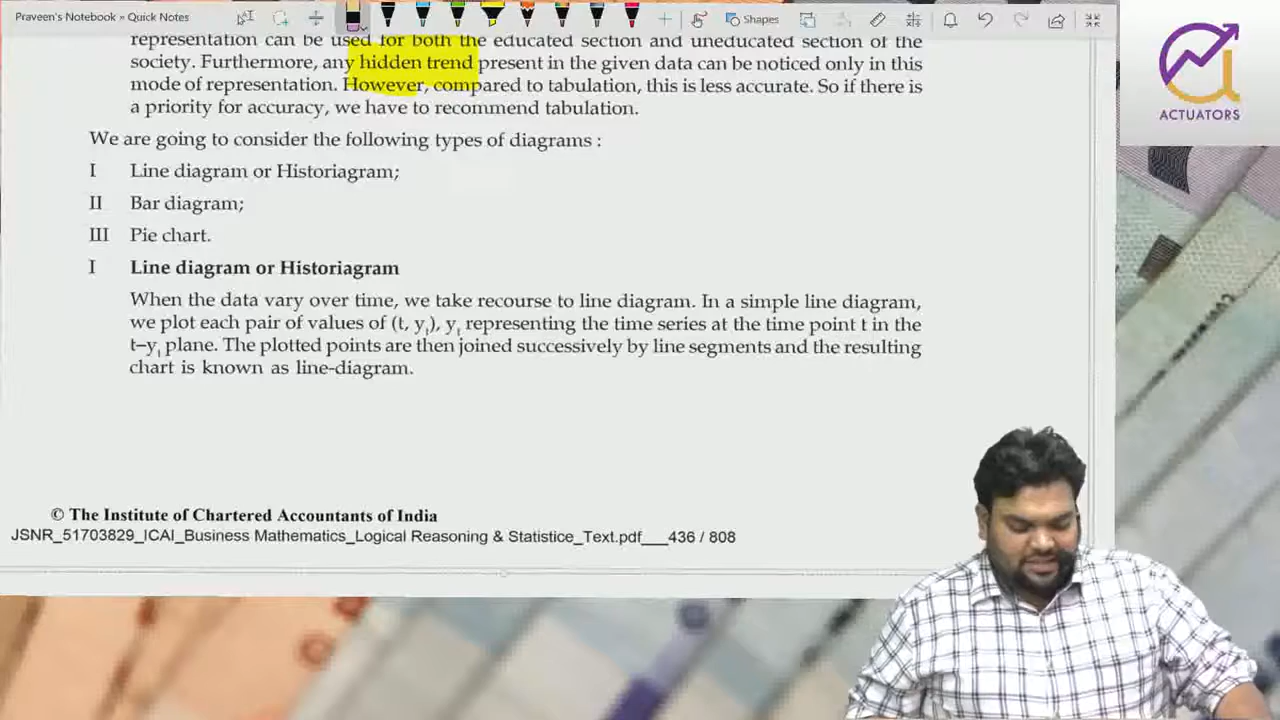 Praveen's Notebook » Quick Notes
Shapes
ACTUATORS
representation can be used for both the educated section and uneducated section of the
society. Furthermore, any hidden trend present in the given data can be noticed only in this
mode of representation. However, compared to tabulation, this is less accurate. So if there is
a priority for accuracy, we have to recommend tabulation.
We are going to consider the following types of diagrams :
I Line diagram or Historiagram;
II Bar diagram;
III Pie chart.
I Line diagram or Historiagram
When the data vary over time, we take recourse to line diagram. In a simple line diagram,
we plot each pair of values of (t, yₜ), yₜ representing the time series at the time point t in the
t–yₜ plane. The plotted points are then joined successively by line segments and the resulting
chart is known as line-diagram.
© The Institute of Chartered Accountants of India
JSNR_51703829_ICAI_Business Mathematics_Logical Reasoning & Statistice_Text.pdf___436 / 808